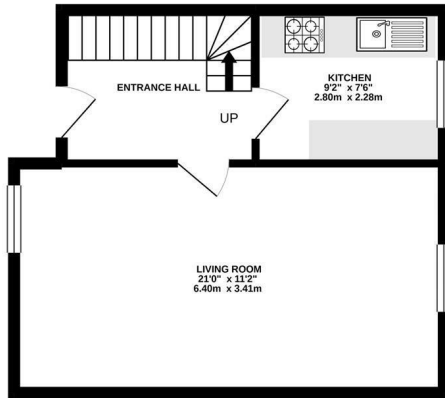 ENTRANCE HALL
UP
KITCHEN
9'2" x 7'6"
2.80m x 2.28m
LIVING ROOM
21'0" x 11'2"
6.40m x 3.41m